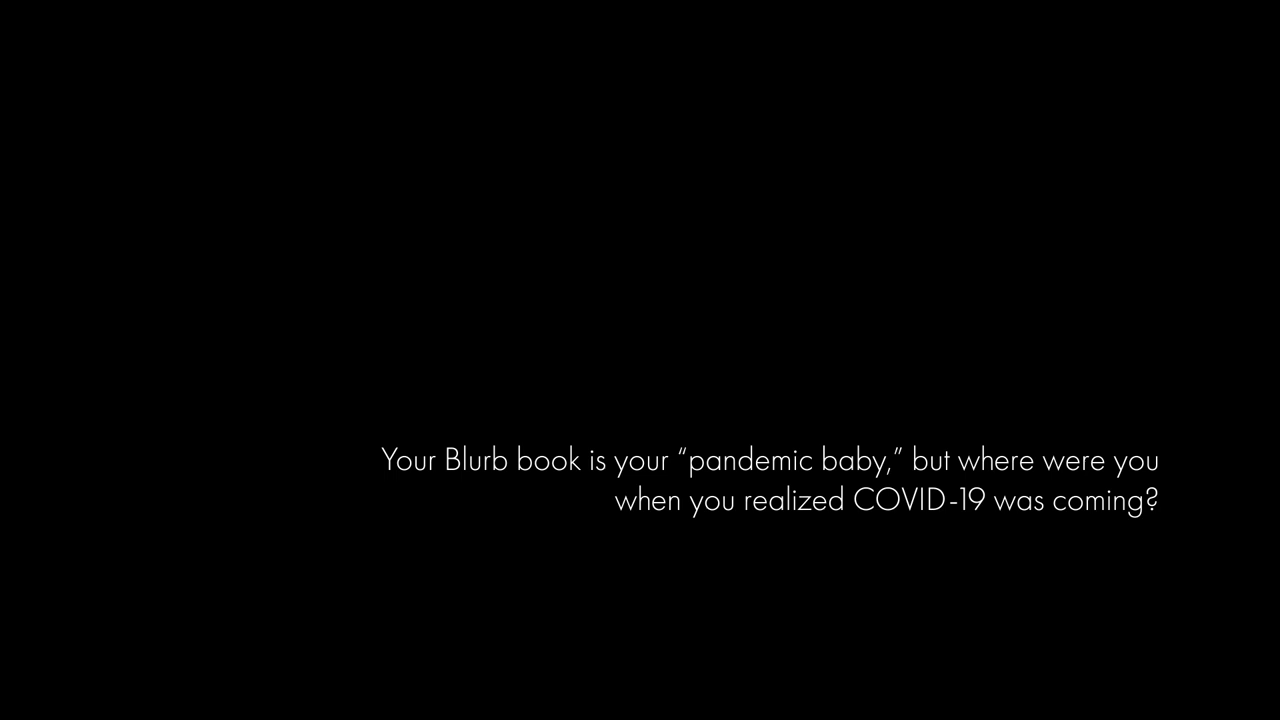 Your Blurb book is your “pandemic baby,” but where were you
when you realized COVID-19 was coming?